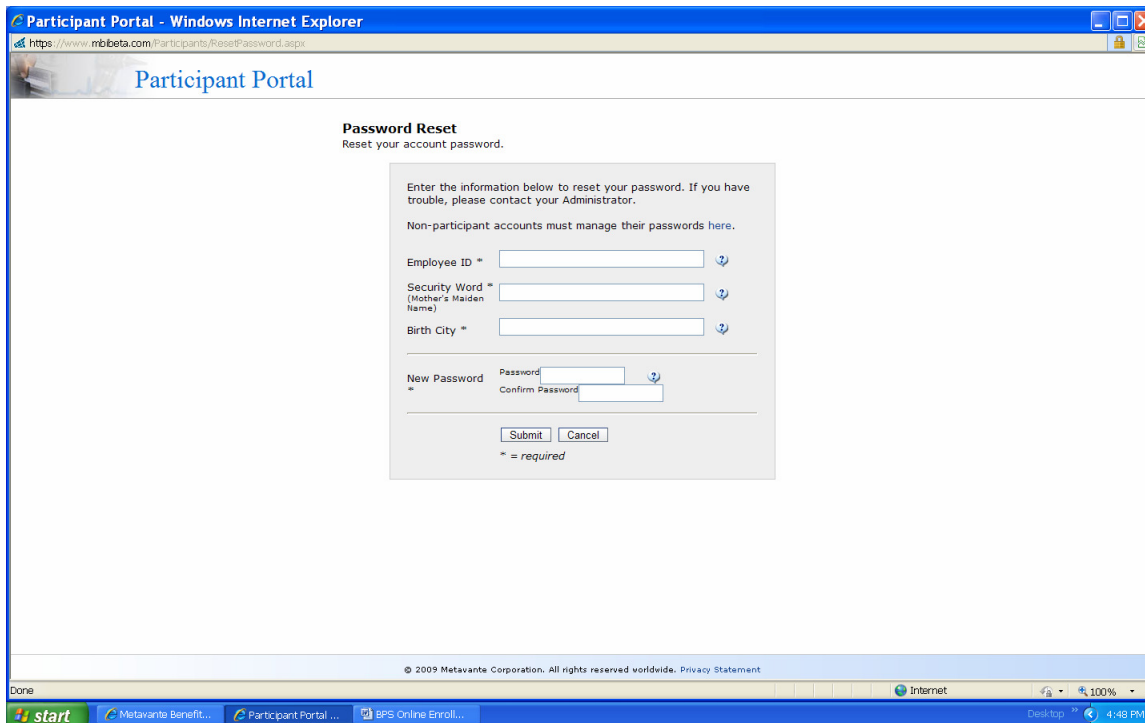 Participant Portal - Windows Internet Explorer
https://www.mbibeta.com/Participants/ResetPassword.aspx
Participant Portal
Password Reset
Reset your account password.
Enter the information below to reset your password. If you have
trouble, please contact your Administrator.
Non-participant accounts must manage their passwords here.
Employee ID *
Security Word *
(Mother's Maiden
Name)
Birth City *
New Password
*
Password
Confirm Password
Submit Cancel
* = required
© 2009 Metavante Corporation. All rights reserved worldwide. Privacy Statement
Done Internet 100%
start Metavante Benefit... Participant Portal ... BPS Online Enroll... Desktop » 4:48 PM